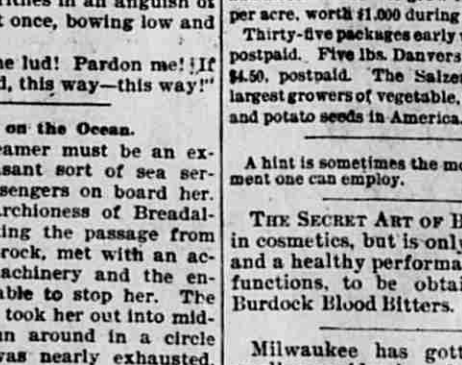 rithes in an anguish of
t once, bowing low and
me lud! Pardon me! If
d, this way—this way!"
on the Ocean.
eamer must be an ex-
asant sort of sea ser-
sengers on board her.
rchioness of Breadal-
ing the passage from
rock, met with an ac-
achinery and the en-
able to stop her. The
took her out into mid-
un around in a circle
was nearly exhausted.
per acre, worth $1.000 during
Thirty-five packages early v
postpaid. Five lbs. Danvers
$4.50, postpaid. The Salzer
largest growers of vegetable,
and potato seeds in America.
A hint is sometimes the mo
ment one can employ.
THE SECRET ART OF B
in cosmetics, but is only
and a healthy performa
functions, to be obtai
Burdock Blood Bitters.
Milwaukee has gott